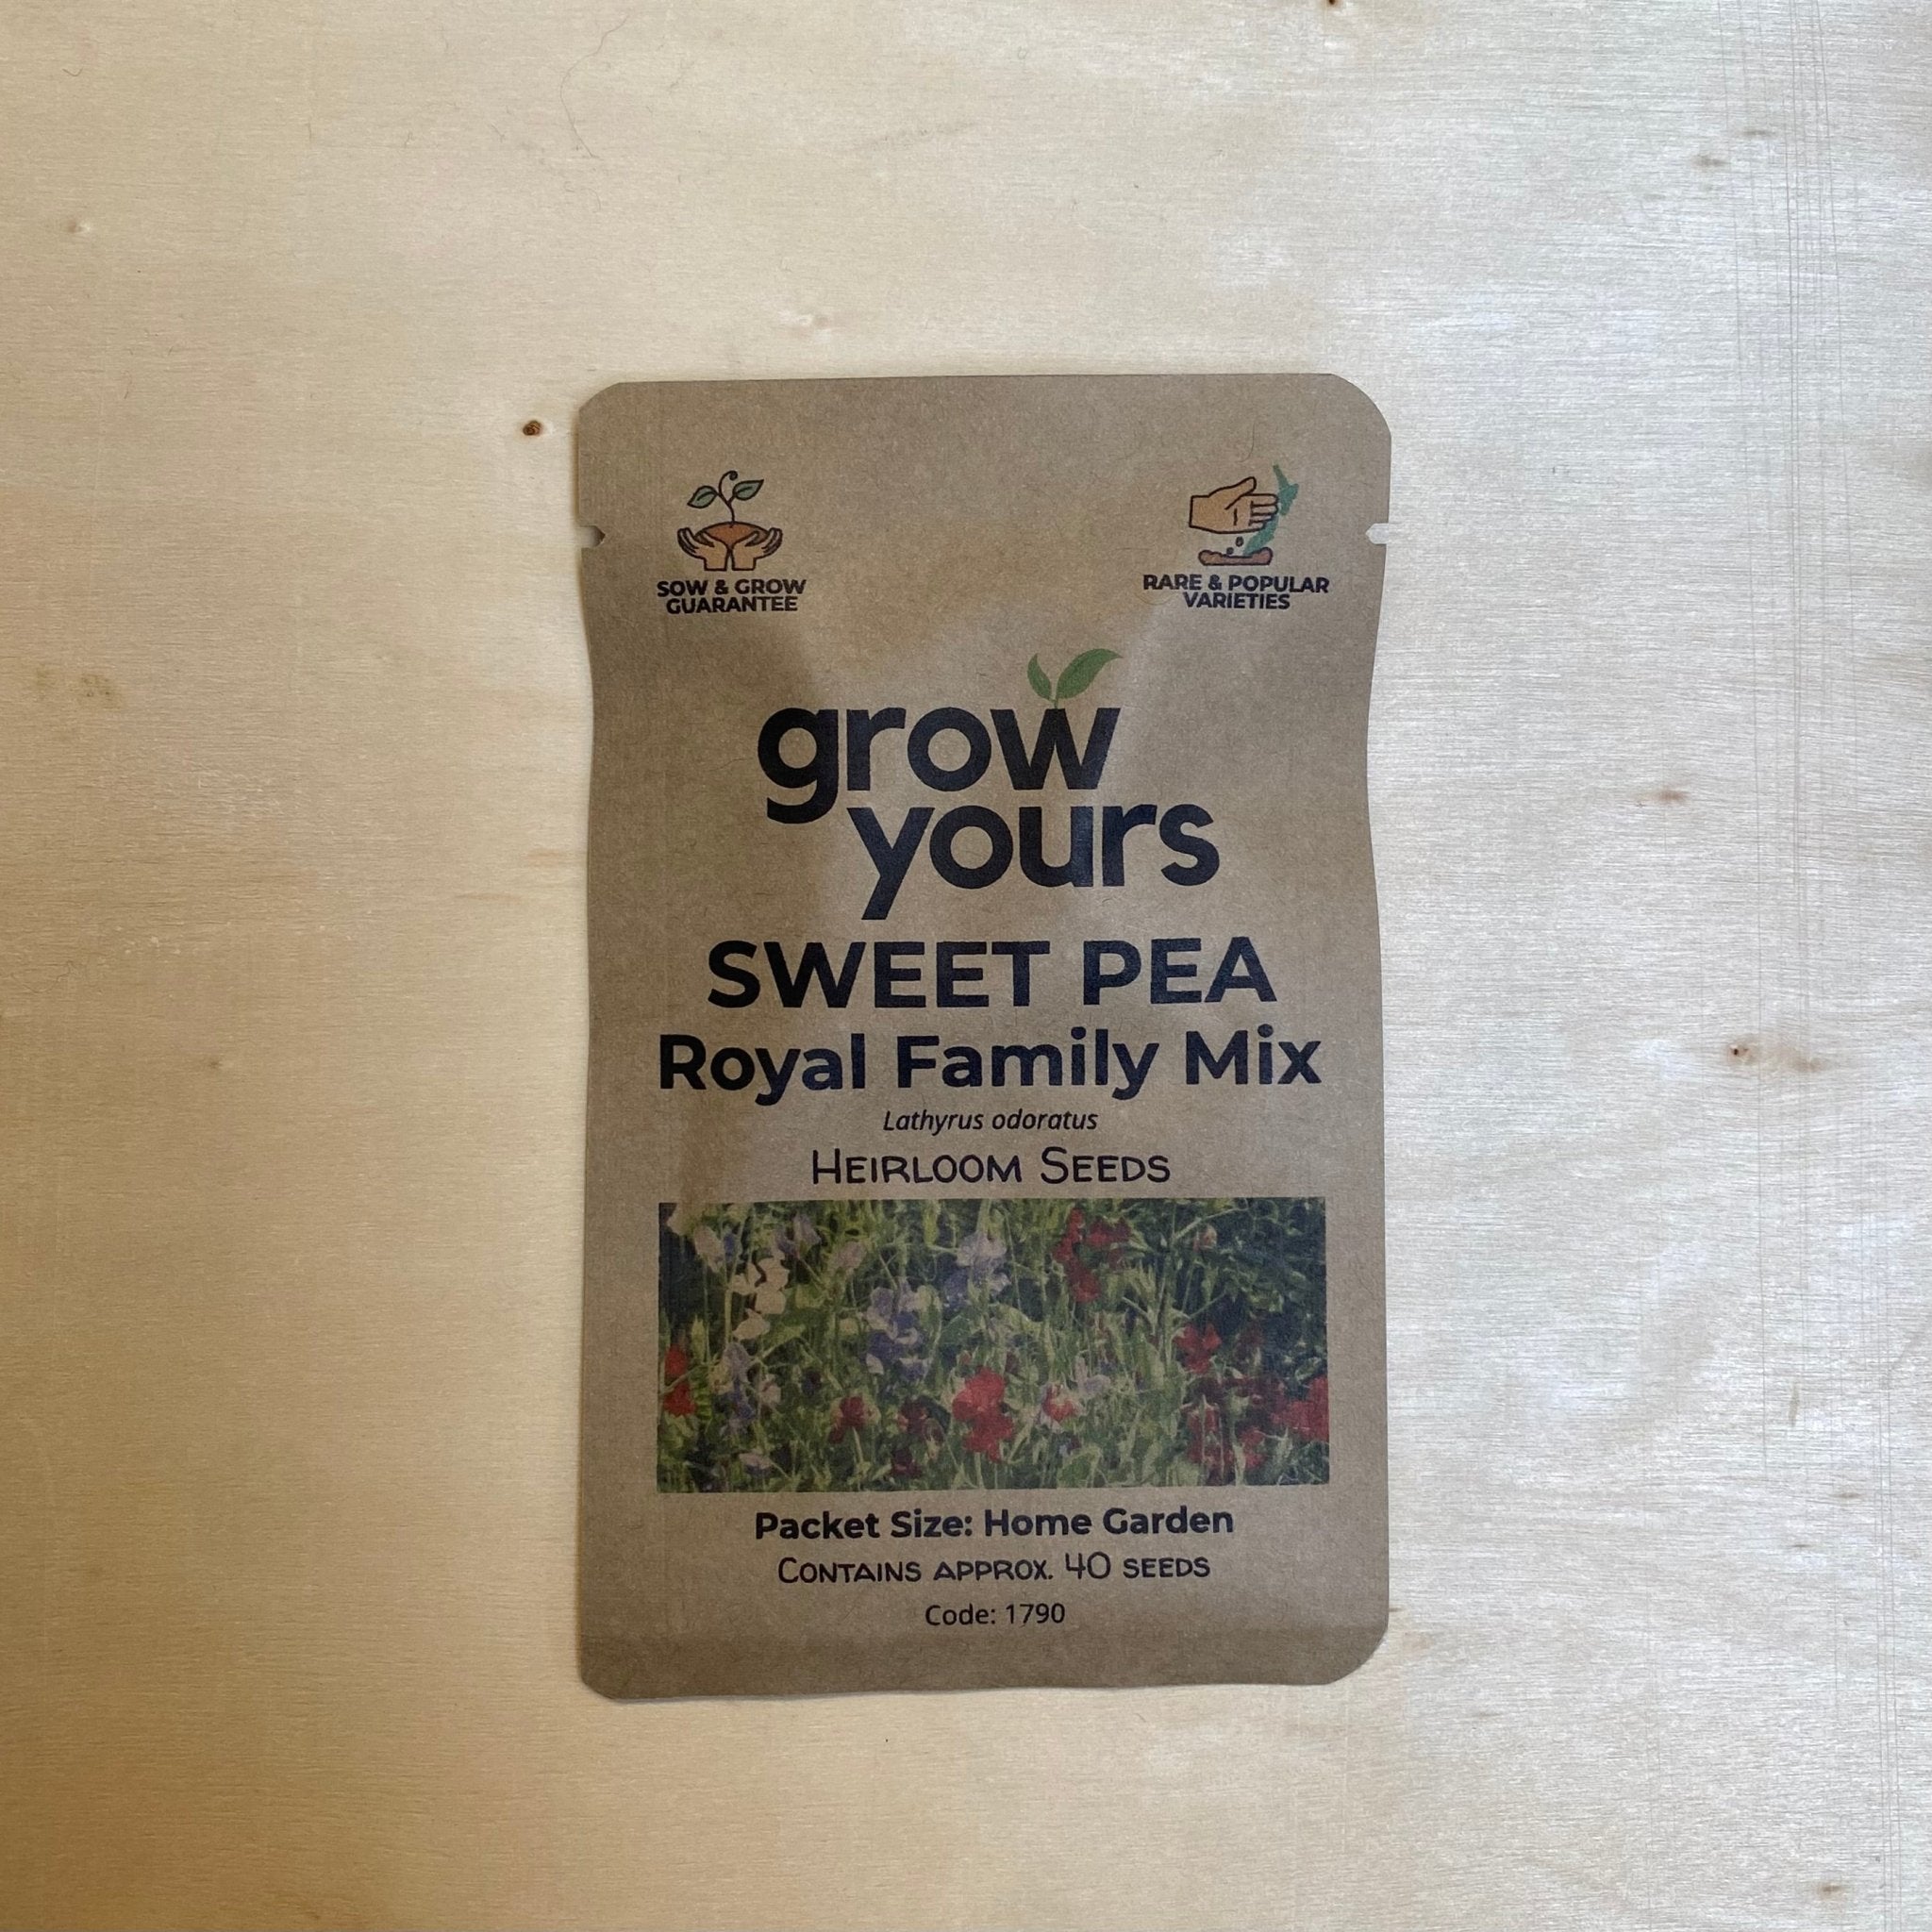 SOW & GROW
GUARANTEE
RARE & POPULAR
VARIETIES
grow
yours
SWEET PEA
Royal Family Mix
Lathyrus odoratus
HEIRLOOM SEEDS
Packet Size: Home Garden
CONTAINS APPROX. 40 SEEDS
Code: 1790